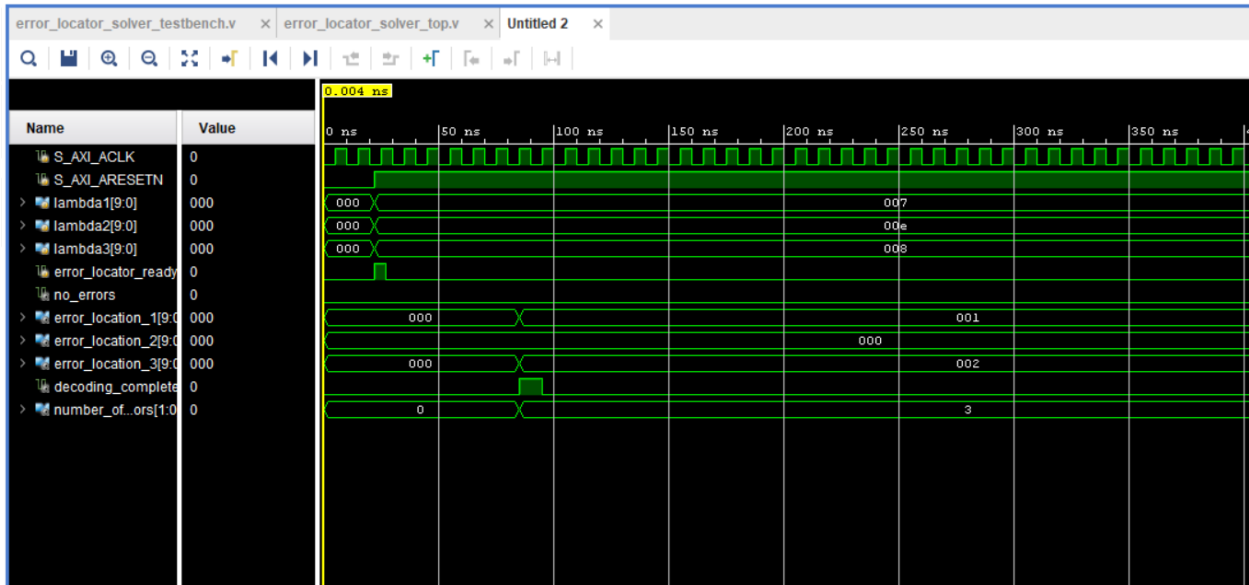 error_locator_solver_testbench.v × error_locator_solver_top.v × Untitled 2 ×
0.004 ns
Name Value
0 ns 50 ns 100 ns 150 ns 200 ns 250 ns 300 ns 350 ns
S_AXI_ACLK 0
S_AXI_ARESETN 0
lambda1[9:0] 000 000 007
lambda2[9:0] 000 000 00e
lambda3[9:0] 000 000 008
error_locator_ready 0
no_errors 0
error_location_1[9:0 000 000 001
error_location_2[9:0 000 000
error_location_3[9:0 000 000 002
decoding_complete 0
number_of...ors[1:0 0 0 3